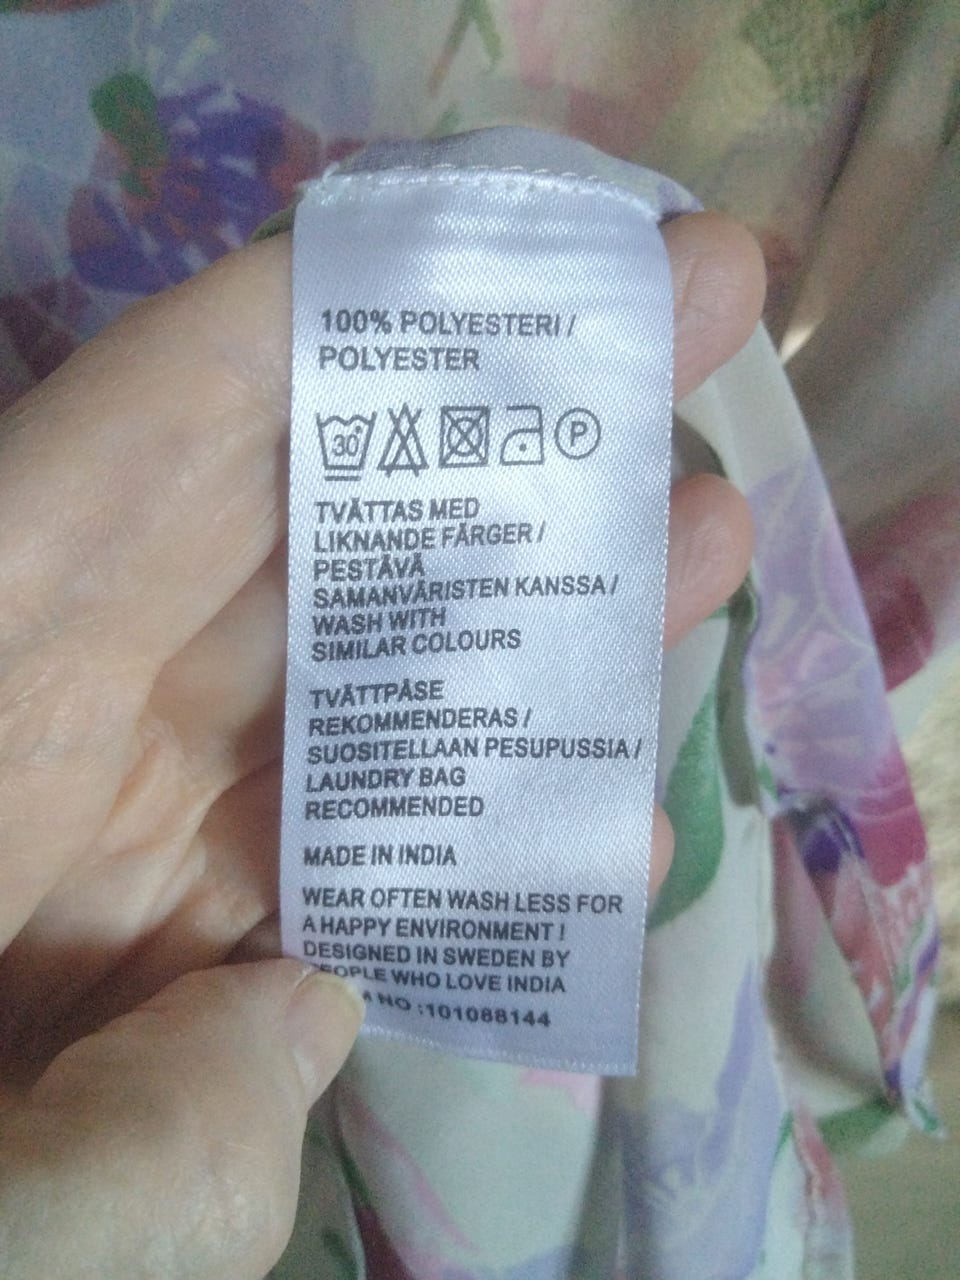 100% POLYESTERI /
POLYESTER
30° P
TVÄTTAS MED
LIKNANDE FÄRGER /
PESTÄVÄ
SAMANVÄRISTEN KANSSA /
WASH WITH
SIMILAR COLOURS
TVÄTTPÅSE
REKOMMENDERAS /
SUOSITELLAAN PESUPUSSIA /
LAUNDRY BAG
RECOMMENDED
MADE IN INDIA
WEAR OFTEN WASH LESS FOR
A HAPPY ENVIRONMENT !
DESIGNED IN SWEDEN BY
PEOPLE WHO LOVE INDIA
NO :101088144